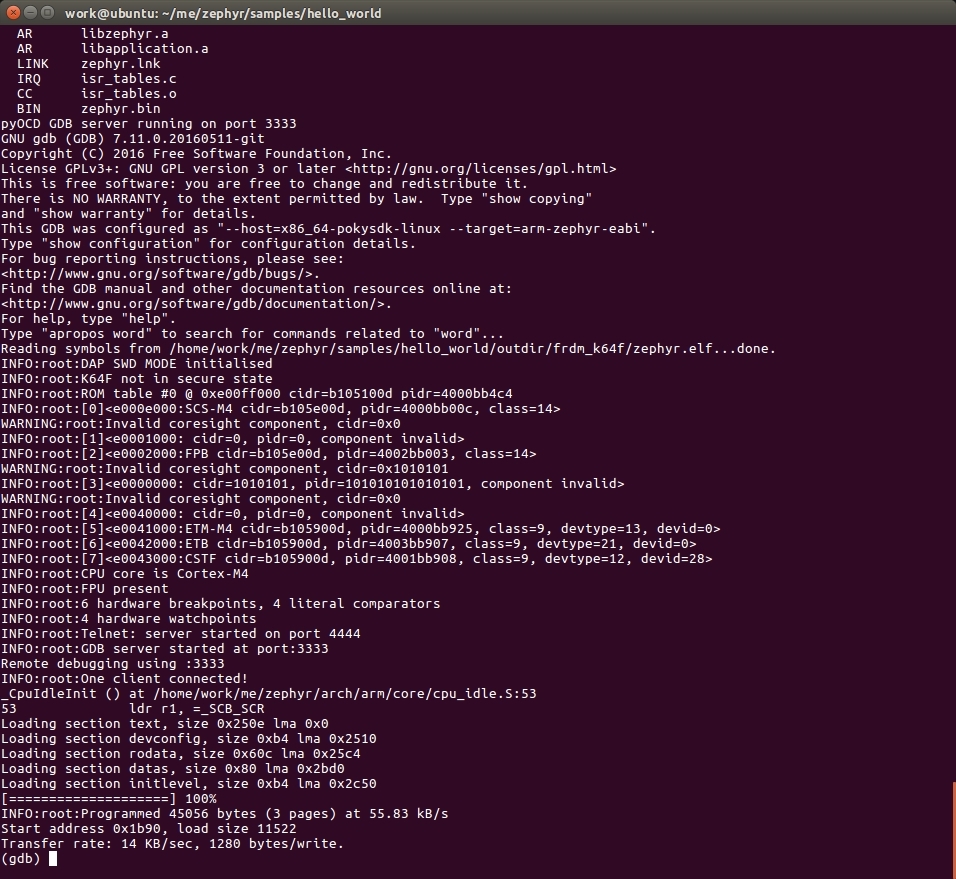 work@ubuntu: ~/me/zephyr/samples/hello_world
  AR      libzephyr.a
  AR      libapplication.a
  LINK    zephyr.lnk
  IRQ     isr_tables.c
  CC      isr_tables.o
  BIN     zephyr.bin
pyOCD GDB server running on port 3333
GNU gdb (GDB) 7.11.0.20160511-git
Copyright (C) 2016 Free Software Foundation, Inc.
License GPLv3+: GNU GPL version 3 or later <http://gnu.org/licenses/gpl.html>
This is free software: you are free to change and redistribute it.
There is NO WARRANTY, to the extent permitted by law.  Type "show copying"
and "show warranty" for details.
This GDB was configured as "--host=x86_64-pokysdk-linux --target=arm-zephyr-eabi".
Type "show configuration" for configuration details.
For bug reporting instructions, please see:
<http://www.gnu.org/software/gdb/bugs/>.
Find the GDB manual and other documentation resources online at:
<http://www.gnu.org/software/gdb/documentation/>.
For help, type "help".
Type "apropos word" to search for commands related to "word"...
Reading symbols from /home/work/me/zephyr/samples/hello_world/outdir/frdm_k64f/zephyr.elf...done.
INFO:root:DAP SWD MODE initialised
INFO:root:K64F not in secure state
INFO:root:ROM table #0 @ 0xe00ff000 cidr=b105100d pidr=4000bb4c4
INFO:root:[0]<e000e000:SCS-M4 cidr=b105e00d, pidr=4000bb00c, class=14>
WARNING:root:Invalid coresight component, cidr=0x0
INFO:root:[1]<e0001000: cidr=0, pidr=0, component invalid>
INFO:root:[2]<e0002000:FPB cidr=b105e00d, pidr=4002bb003, class=14>
WARNING:root:Invalid coresight component, cidr=0x1010101
INFO:root:[3]<e0000000: cidr=1010101, pidr=101010101010101, component invalid>
WARNING:root:Invalid coresight component, cidr=0x0
INFO:root:[4]<e0040000: cidr=0, pidr=0, component invalid>
INFO:root:[5]<e0041000:ETM-M4 cidr=b105900d, pidr=4000bb925, class=9, devtype=13, devid=0>
INFO:root:[6]<e0042000:ETB cidr=b105900d, pidr=4003bb907, class=9, devtype=21, devid=0>
INFO:root:[7]<e0043000:CSTF cidr=b105900d, pidr=4001bb908, class=9, devtype=12, devid=28>
INFO:root:CPU core is Cortex-M4
INFO:root:FPU present
INFO:root:6 hardware breakpoints, 4 literal comparators
INFO:root:4 hardware watchpoints
INFO:root:Telnet: server started on port 4444
INFO:root:GDB server started at port:3333
Remote debugging using :3333
INFO:root:One client connected!
_CpuIdleInit () at /home/work/me/zephyr/arch/arm/core/cpu_idle.S:53
53              ldr r1, =_SCB_SCR
Loading section text, size 0x250e lma 0x0
Loading section devconfig, size 0xb4 lma 0x2510
Loading section rodata, size 0x60c lma 0x25c4
Loading section datas, size 0x80 lma 0x2bd0
Loading section initlevel, size 0xb4 lma 0x2c50
[====================] 100%
INFO:root:Programmed 45056 bytes (3 pages) at 55.83 kB/s
Start address 0x1b90, load size 11522
Transfer rate: 14 KB/sec, 1280 bytes/write.
(gdb)